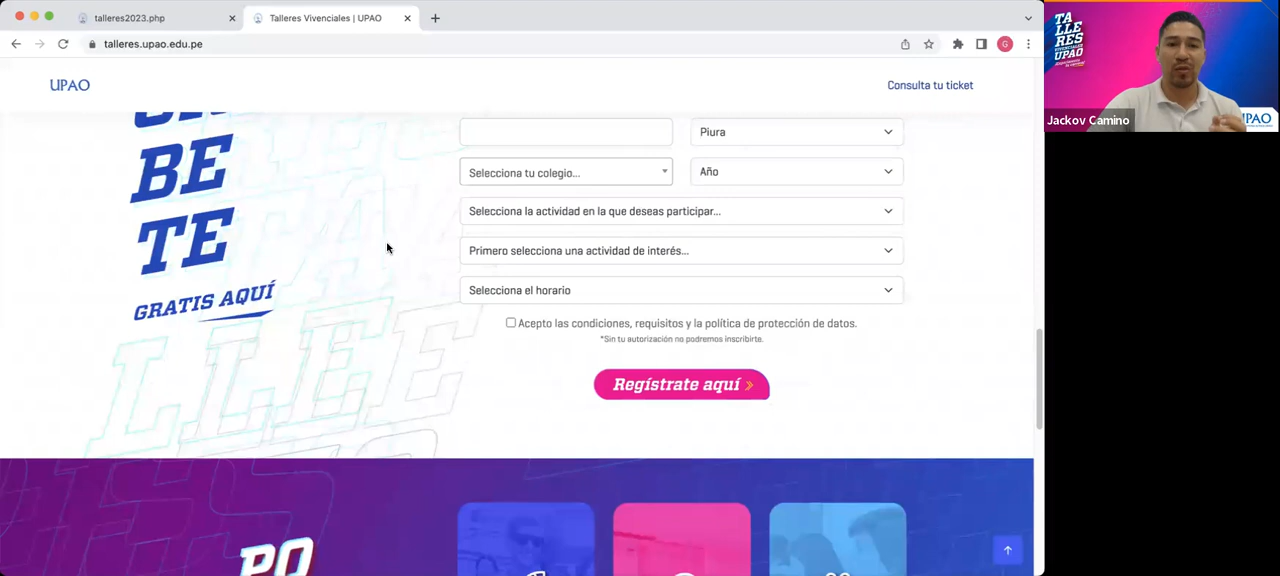 talleres2023.php
Talleres Vivenciales | UPAO
talleres.upao.edu.pe
G
UPAO
Consulta tu ticket
BE
TE
GRATIS AQUÍ
Piura
Selecciona tu colegio...
Año
Selecciona la actividad en la que deseas participar...
Primero selecciona una actividad de interés...
Selecciona el horario
Acepto las condiciones, requisitos y la política de protección de datos.
*Sin tu autorización no podremos inscribirte.
Regístrate aquí »
LLEE
PO
TA
LLE
RES
VIVENCIALES
UPAO
Jackov Camino
UPAO